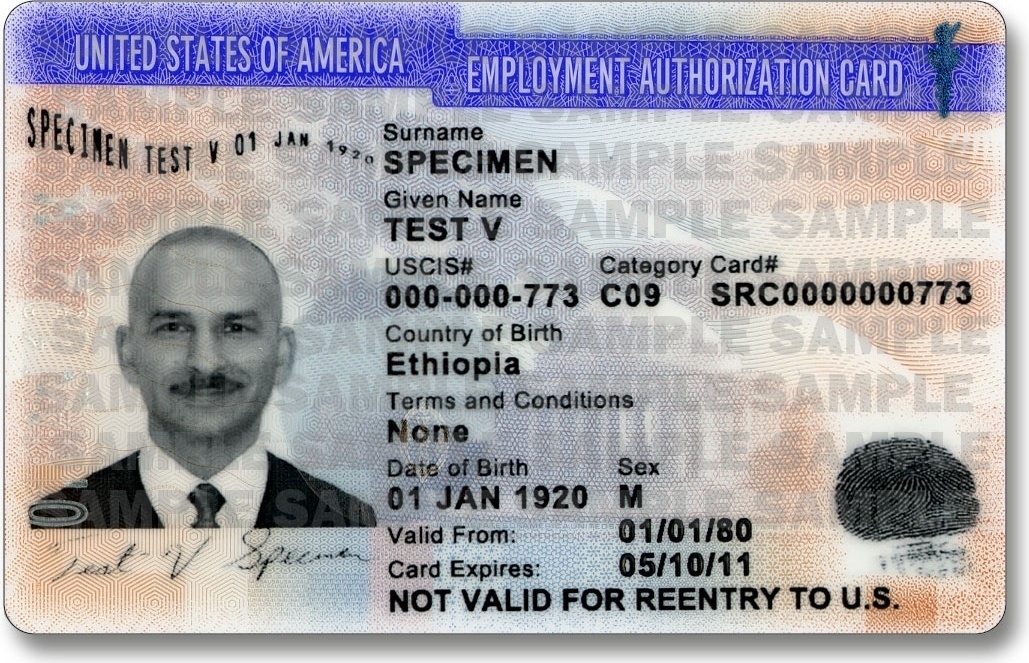 UNITED STATES OF AMERICA
EMPLOYMENT AUTHORIZATION CARD
SPECIMEN TEST V 01 JAN 1920
Surname
SPECIMEN
Given Name
TEST V
USCIS# Category Card#
000-000-773 C09 SRC0000000773
Country of Birth
Ethiopia
Terms and Conditions
None
Date of Birth Sex
01 JAN 1920 M
Valid From: 01/01/80
Card Expires: 05/10/11
NOT VALID FOR REENTRY TO U.S.
Test V Specimen
SAMPLE SAMPLE
SAMPLE SAMPLE
SAMPLE SAMPLE
SAMPLE SAMPLE
SAMPLE SAMPLE